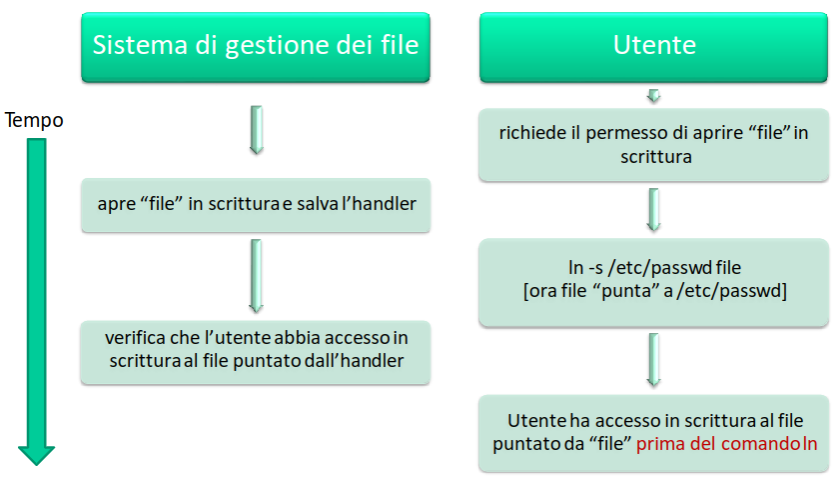 Sistema di gestione dei file
Utente
Tempo
richiede il permesso di aprire “file” in
scrittura
apre “file” in scrittura e salva l’handler
ln -s /etc/passwd file
[ora file “punta” a /etc/passwd]
verifica che l’utente abbia accesso in
scrittura al file puntato dall’handler
Utente ha accesso in scrittura al file
puntato da “file” prima del comando ln